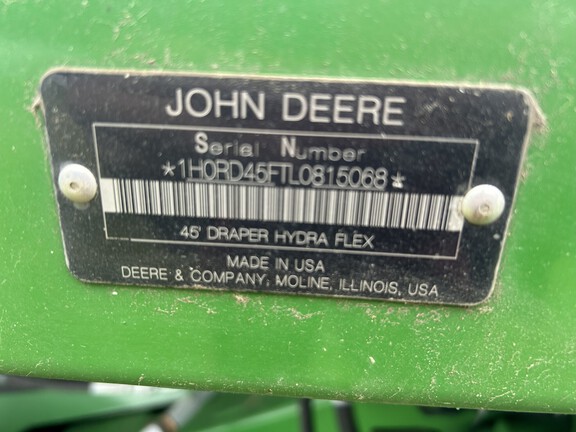 JOHN DEERE
Serial Number
*1H0RD45FTL0815068*
45' DRAPER HYDRA FLEX
MADE IN USA
DEERE & COMPANY, MOLINE, ILLINOIS, USA